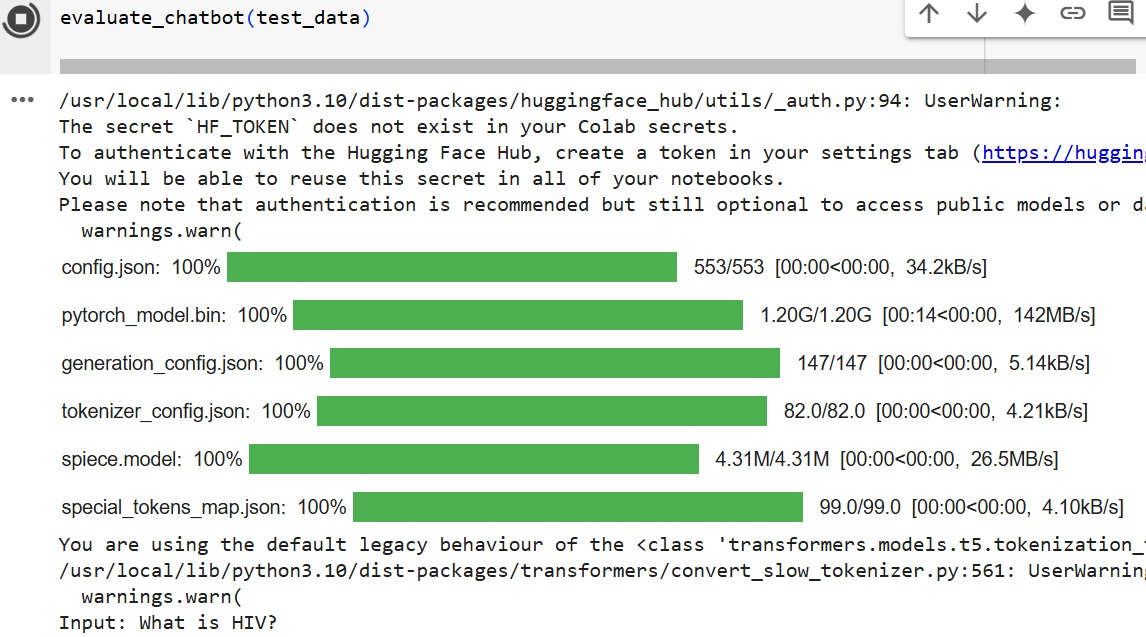 evaluate_chatbot(test_data)
/usr/local/lib/python3.10/dist-packages/huggingface_hub/utils/_auth.py:94: UserWarning:
The secret `HF_TOKEN` does not exist in your Colab secrets.
To authenticate with the Hugging Face Hub, create a token in your settings tab (https://hugging
You will be able to reuse this secret in all of your notebooks.
Please note that authentication is recommended but still optional to access public models or da
warnings.warn(
config.json: 100% 553/553 [00:00<00:00, 34.2kB/s]
pytorch_model.bin: 100% 1.20G/1.20G [00:14<00:00, 142MB/s]
generation_config.json: 100% 147/147 [00:00<00:00, 5.14kB/s]
tokenizer_config.json: 100% 82.0/82.0 [00:00<00:00, 4.21kB/s]
spiece.model: 100% 4.31M/4.31M [00:00<00:00, 26.5MB/s]
special_tokens_map.json: 100% 99.0/99.0 [00:00<00:00, 4.10kB/s]
You are using the default legacy behaviour of the <class 'transformers.models.t5.tokenization_
/usr/local/lib/python3.10/dist-packages/transformers/convert_slow_tokenizer.py:561: UserWarning
warnings.warn(
Input: What is HIV?